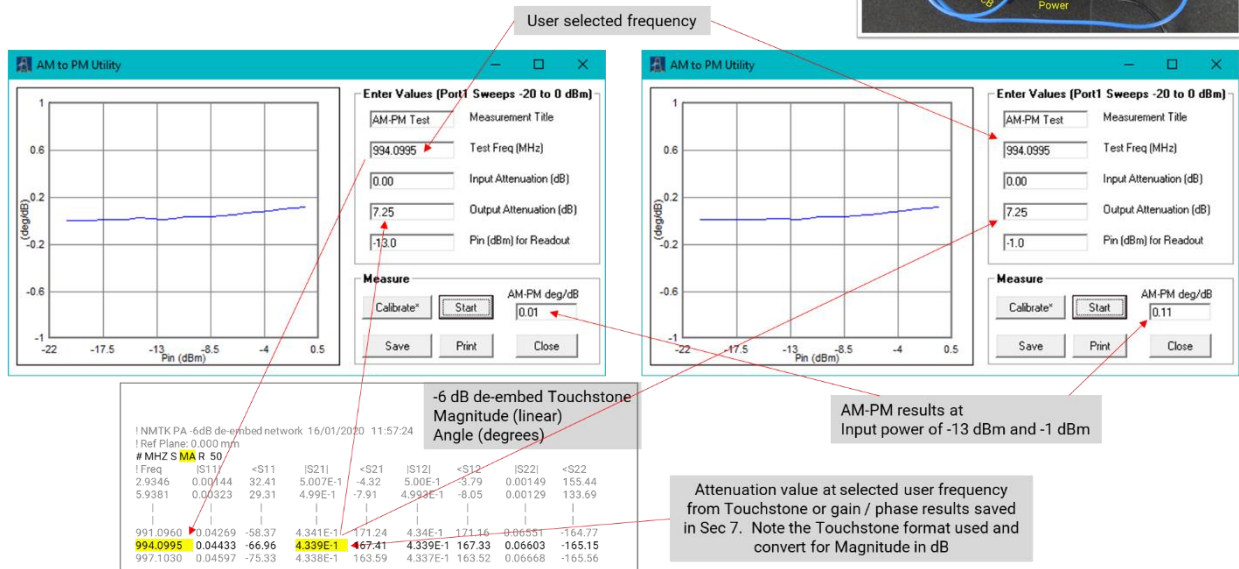 User selected frequency
CB
Power
AM to PM Utility
1
0.6
0.2
-0.2
-0.6
-1
(deg/dB)
-22 -17.5 -13 -8.5 -4 0.5
Pin (dBm)
Enter Values (Port1 Sweeps -20 to 0 dBm)
AM-PM Test Measurement Title
994.0995 Test Freq (MHz)
0.00 Input Attenuation (dB)
7.25 Output Attenuation (dB)
-13.0 Pin (dBm) for Readout
Measure
AM-PM deg/dB
Calibrate* Start 0.01
Save Print Close
AM to PM Utility
1
0.6
0.2
-0.2
-0.6
-1
(deg/dB)
-22 -17.5 -13 -8.5 -4 0.5
Pin (dBm)
Enter Values (Port1 Sweeps -20 to 0 dBm)
AM-PM Test Measurement Title
994.0995 Test Freq (MHz)
0.00 Input Attenuation (dB)
7.25 Output Attenuation (dB)
-1.0 Pin (dBm) for Readout
Measure
AM-PM deg/dB
Calibrate* Start 0.11
Save Print Close
-6 dB de-embed Touchstone
Magnitude (linear)
Angle (degrees)
AM-PM results at
Input power of -13 dBm and -1 dBm
! NMTK PA -6dB de-embed network 16/01/2020 11:57:24
! Ref Plane: 0.000 mm
# MHZ S MA R 50
! Freq |S11| <S11 |S21| <S21 |S12| <S12 |S22| <S22
2.9346 0.00144 32.41 5.007E-1 -4.32 5.00E-1 -3.79 0.00149 155.44
5.9381 0.00323 29.31 4.99E-1 -7.91 4.993E-1 -8.05 0.00129 133.69
| | | | | | | | |
| | | | | | | | |
991.0960 0.04269 -58.37 4.341E-1 171.24 4.34E-1 171.16 0.06551 -164.77
994.0995 0.04433 -66.96 4.339E-1 167.41 4.339E-1 167.33 0.06603 -165.15
997.1030 0.04597 -75.33 4.338E-1 163.59 4.337E-1 163.52 0.06668 -165.56
Attenuation value at selected user frequency
from Touchstone or gain / phase results saved
in Sec 7. Note the Touchstone format used and
convert for Magnitude in dB